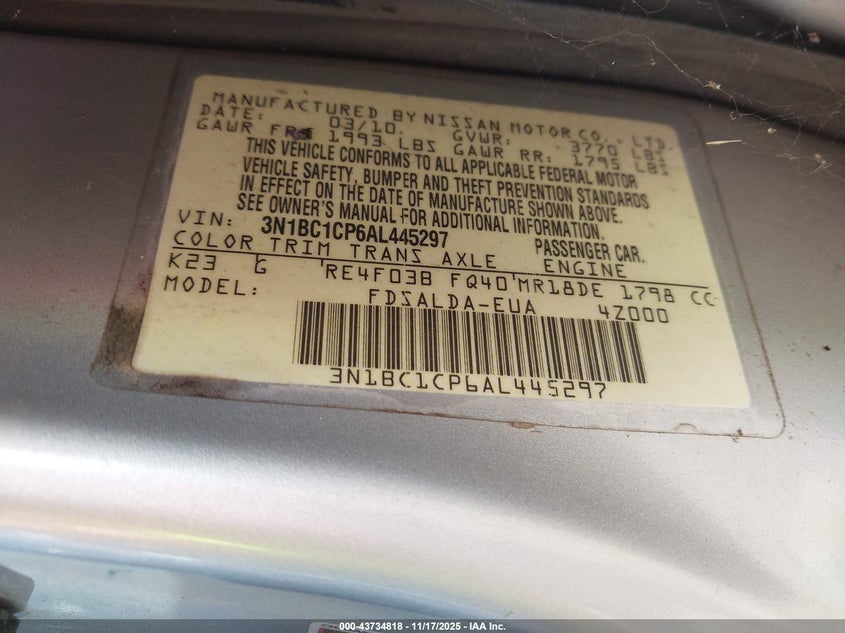 MANUFACTURED BY NISSAN MOTOR CO., LTD.
DATE: 03/10. GVWR: 3770 LBS
GAWR FR: 1993 LBS GAWR RR: 1795 LBS
THIS VEHICLE CONFORMS TO ALL APPLICABLE FEDERAL MOTOR
VEHICLE SAFETY, BUMPER AND THEFT PREVENTION STANDARDS
IN EFFECT ON THE DATE OF MANUFACTURE SHOWN ABOVE.
SEE OWNER'S MANUAL FOR ADDITIONAL INFORMATION.
VIN: 3N1BC1CP6AL445297 PASSENGER CAR.
COLOR TRIM TRANS AXLE ENGINE
K23 G RE4F03B FQ40 MR18DE 1798 CC
MODEL: FDSALDA-EUA 4Z000
3N1BC1CP6AL445297
000-43734818 - 11/17/2025 - IAA Inc.